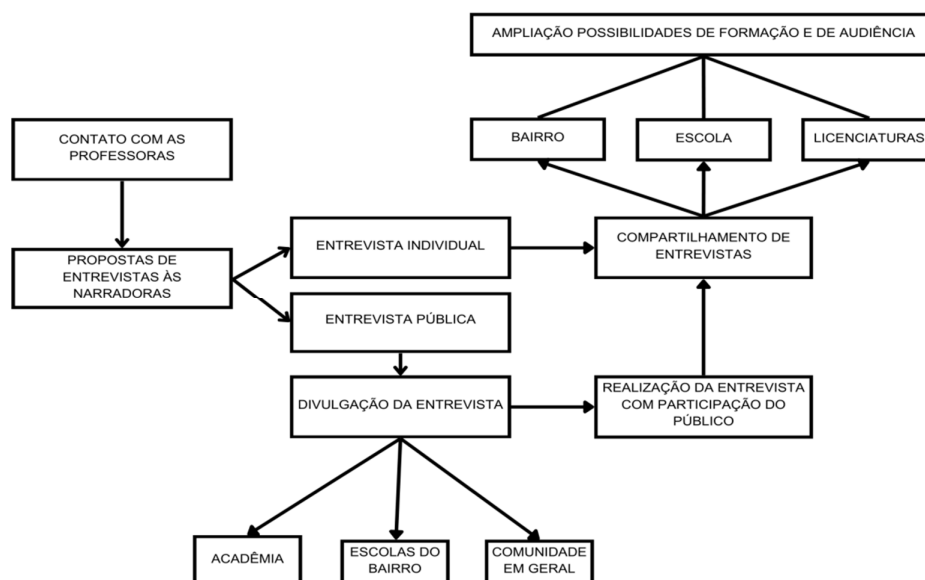 AMPLIAÇÃO POSSIBILIDADES DE FORMAÇÃO E DE AUDIÊNCIA
BAIRRO
ESCOLA
LICENCIATURAS
CONTATO COM AS
PROFESSORAS
PROPOSTAS DE
ENTREVISTAS ÀS
NARRADORAS
ENTREVISTA INDIVIDUAL
COMPARTILHAMENTO DE
ENTREVISTAS
ENTREVISTA PÚBLICA
DIVULGAÇÃO DA ENTREVISTA
REALIZAÇÃO DA ENTREVISTA
COM PARTICIPAÇÃO DO
PÚBLICO
ACADÊMIA
ESCOLAS DO
BAIRRO
COMUNIDADE
EM GERAL